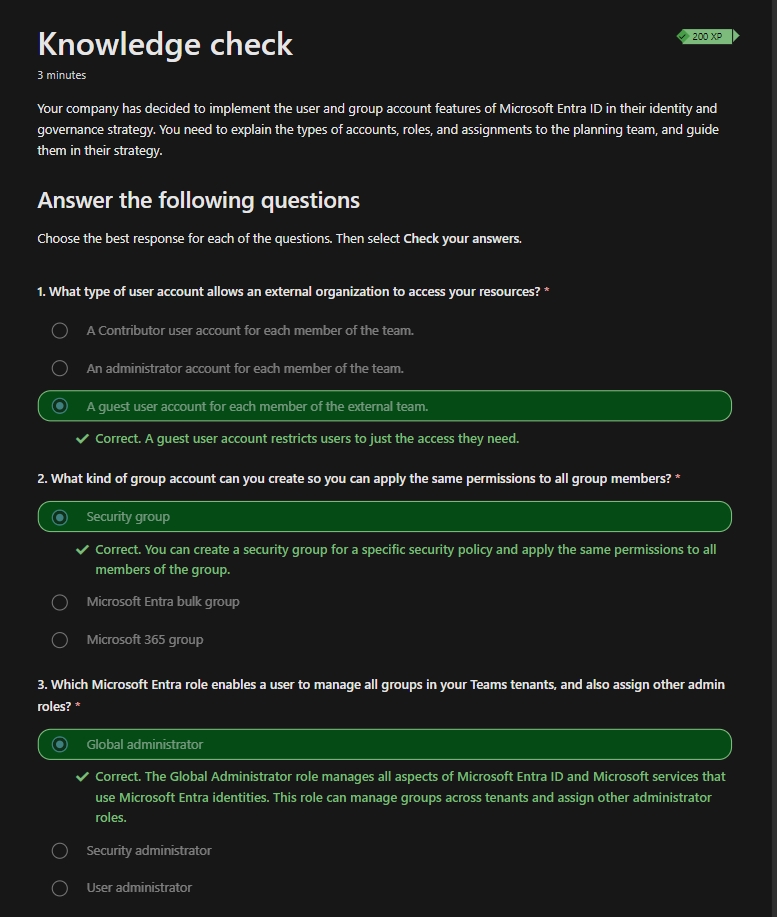 Knowledge check
200 XP
3 minutes
Your company has decided to implement the user and group account features of Microsoft Entra ID in their identity and
governance strategy. You need to explain the types of accounts, roles, and assignments to the planning team, and guide
them in their strategy.
Answer the following questions
Choose the best response for each of the questions. Then select Check your answers.
1. What type of user account allows an external organization to access your resources? *
A Contributor user account for each member of the team.
An administrator account for each member of the team.
A guest user account for each member of the external team.
Correct. A guest user account restricts users to just the access they need.
2. What kind of group account can you create so you can apply the same permissions to all group members? *
Security group
Correct. You can create a security group for a specific security policy and apply the same permissions to all
members of the group.
Microsoft Entra bulk group
Microsoft 365 group
3. Which Microsoft Entra role enables a user to manage all groups in your Teams tenants, and also assign other admin
roles? *
Global administrator
Correct. The Global Administrator role manages all aspects of Microsoft Entra ID and Microsoft services that
use Microsoft Entra identities. This role can manage groups across tenants and assign other administrator
roles.
Security administrator
User administrator